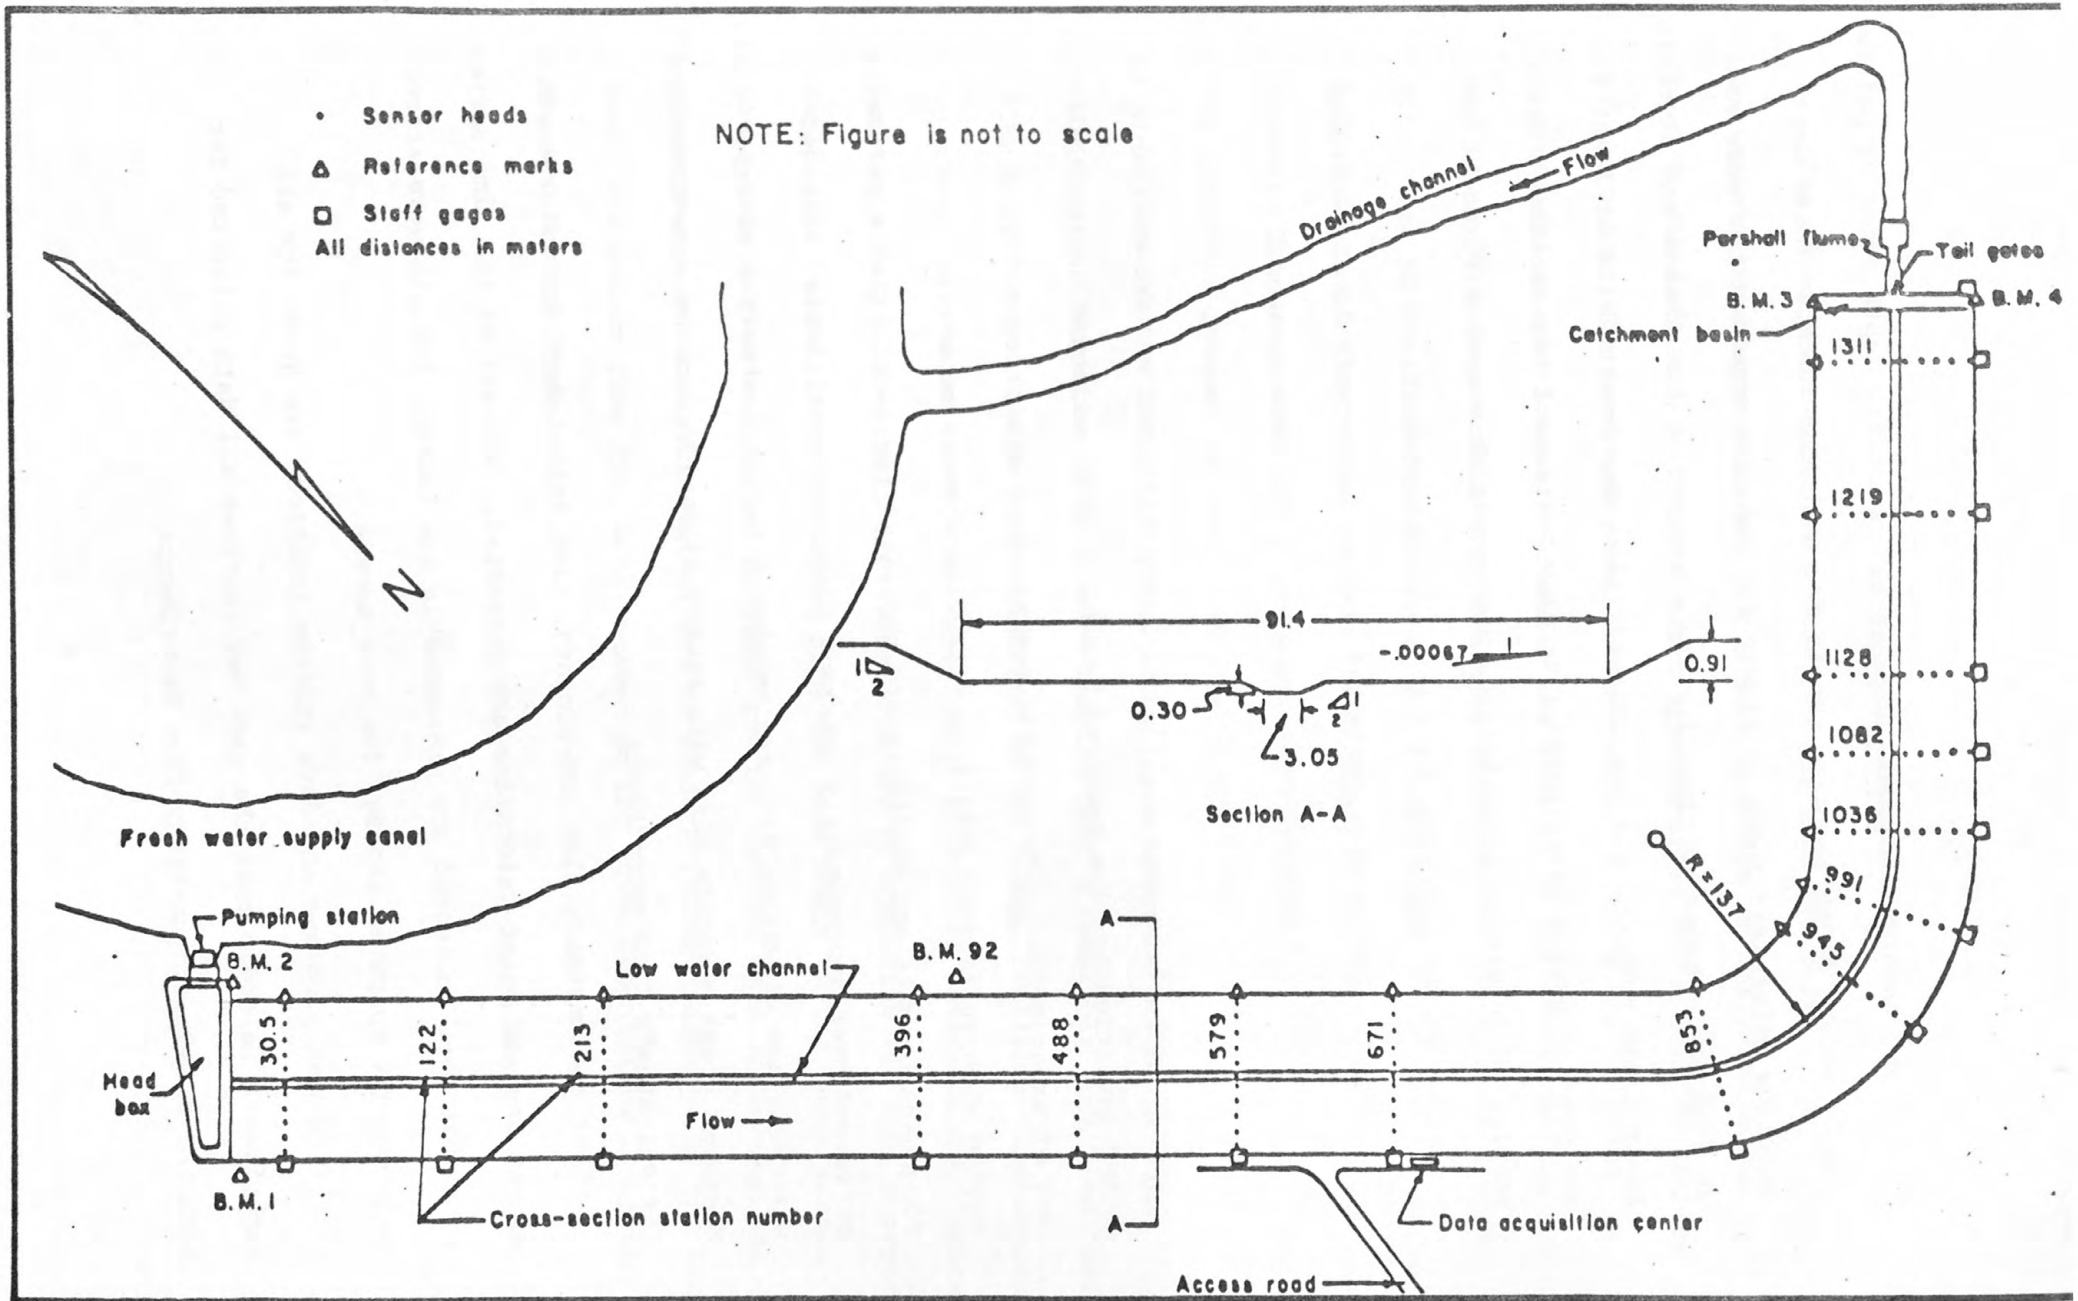 Sensor heads
Reference marks
Staff gages
All distances in meters
NOTE: Figure is not to scale
Drainage channel
Flow
Parshall flume
Tail gates
B.M. 3
B.M. 4
Catchment basin
1311
1219
1128
1082
1036
991
945
R=137
N
91.4
-.00067
1
0.91
1
2
0.30
1
2
3.05
Section A-A
Fresh water supply canal
Pumping station
B.M. 2
Low water channel
B.M. 92
A
30.5
122
213
396
488
579
671
853
Head
box
Flow
B.M. 1
Cross-section station number
A
Data acquisition center
Access road